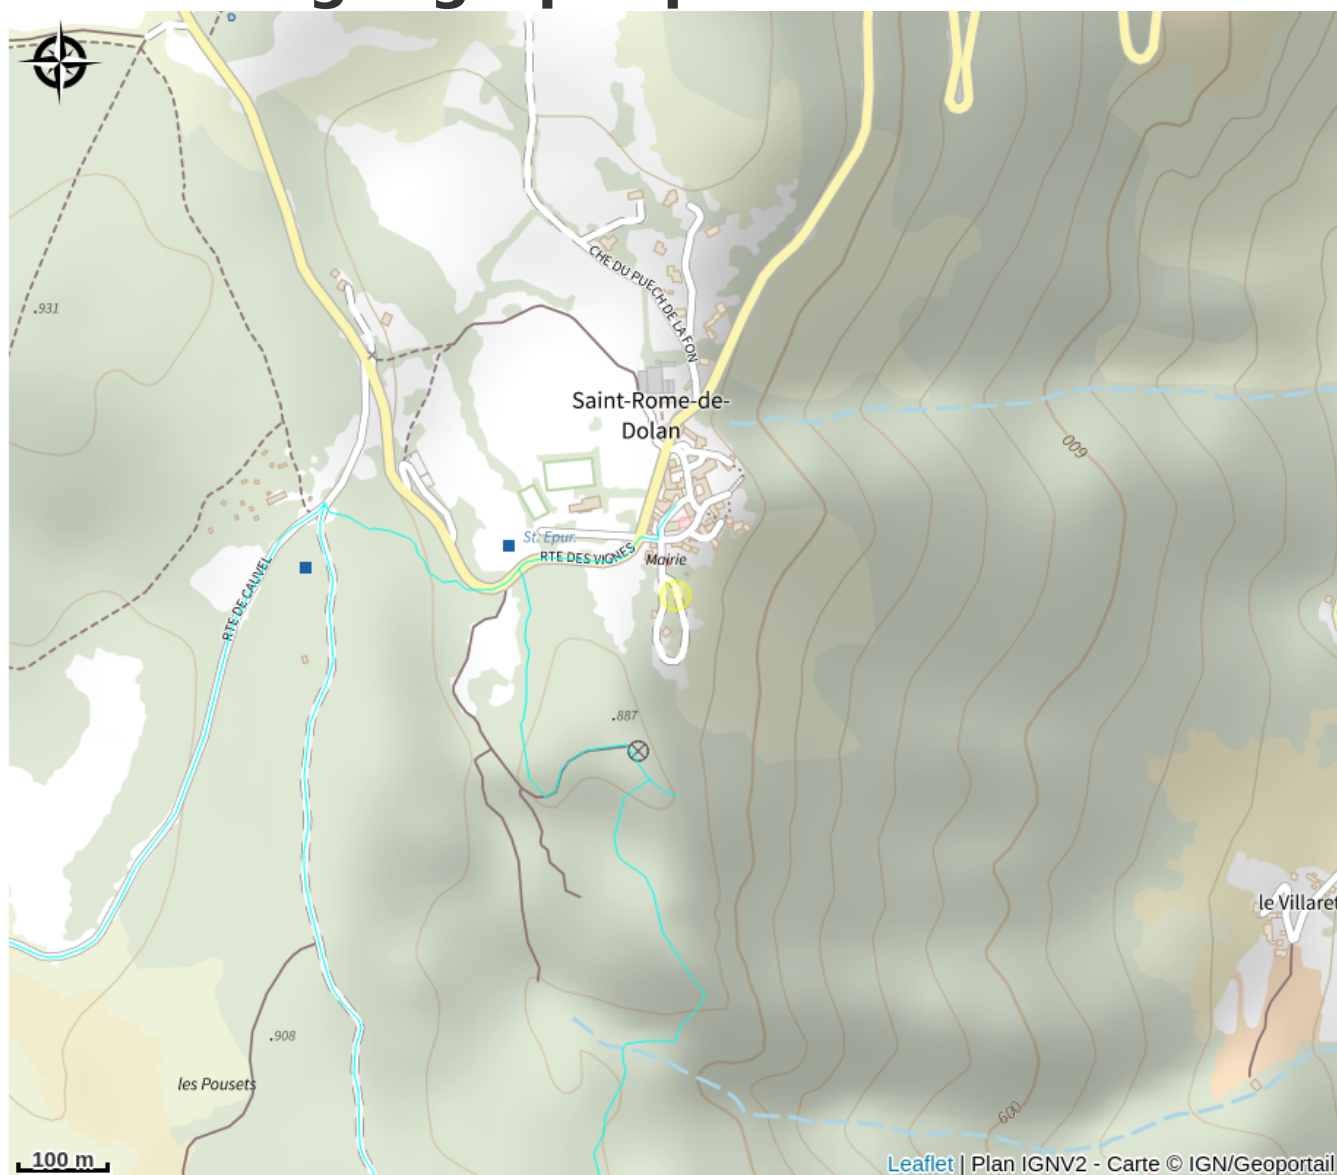 .931
CHE DU PUECH DE LA FON
Saint-Rome-de-
Dolan
600
St. Epur.
RTE DES VIGNES
Mairie
RTE DE CAUVEL
.887
le Villaret
.908
les Pousets
600
100 m
Leaflet | Plan IGNV2 - Carte © IGN/Geoportail